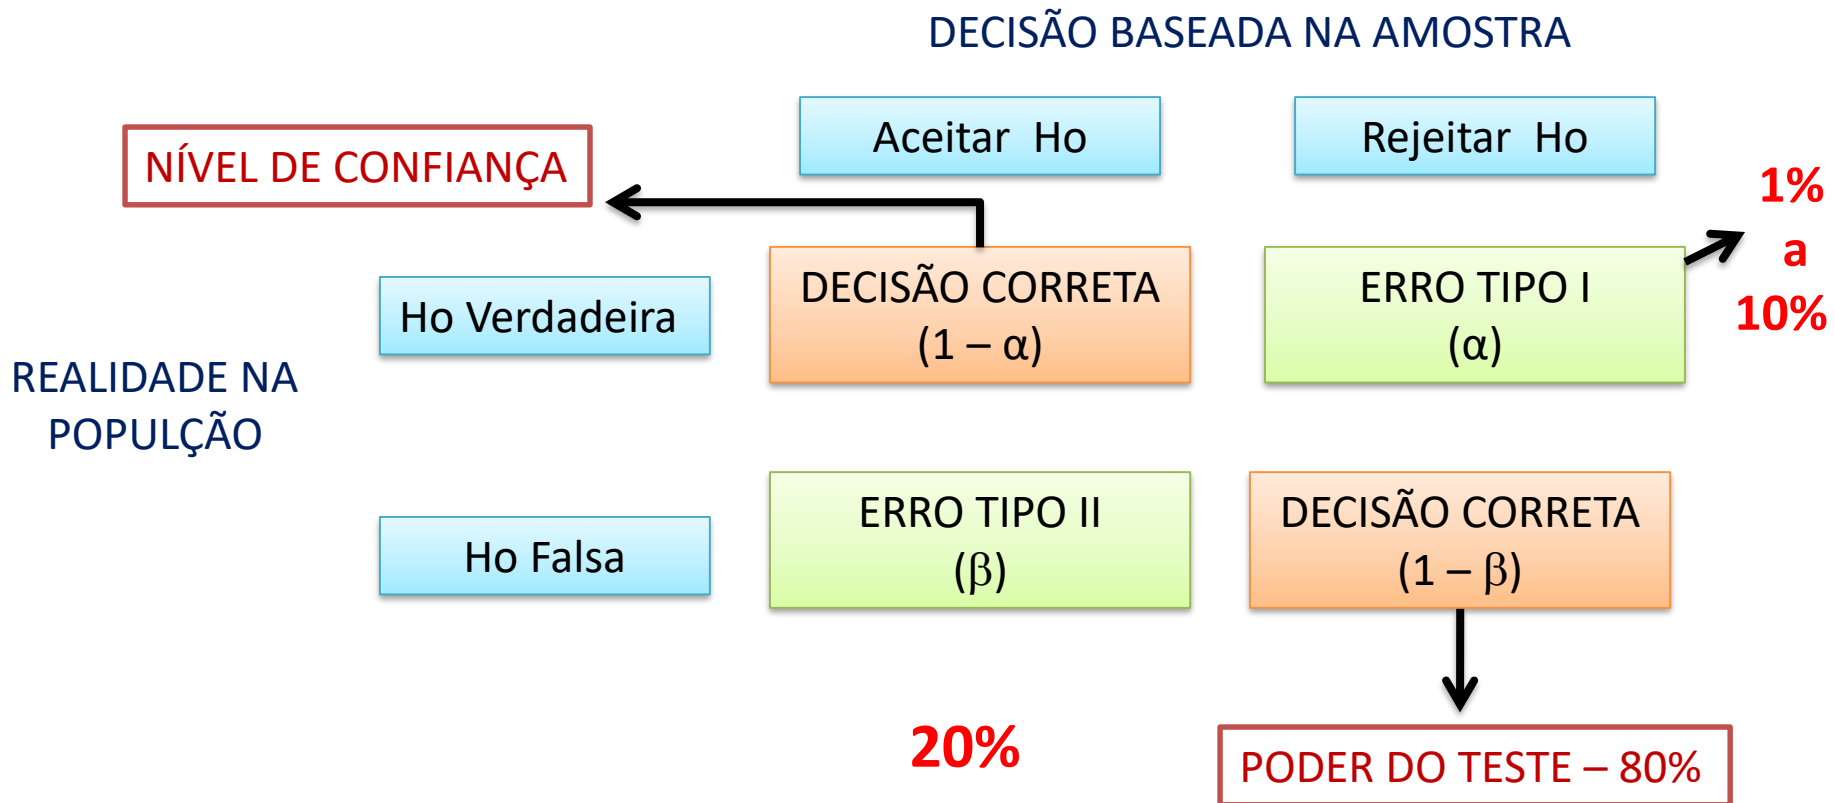 DECISÃO BASEADA NA AMOSTRA
Aceitar Ho
Rejeitar Ho
NÍVEL DE CONFIANÇA
1%
a
10%
Ho Verdadeira
DECISÃO CORRETA
(1 – α)
ERRO TIPO I
(α)
REALIDADE NA
POPULÇÃO
Ho Falsa
ERRO TIPO II
(β)
DECISÃO CORRETA
(1 – β)
20%
PODER DO TESTE – 80%